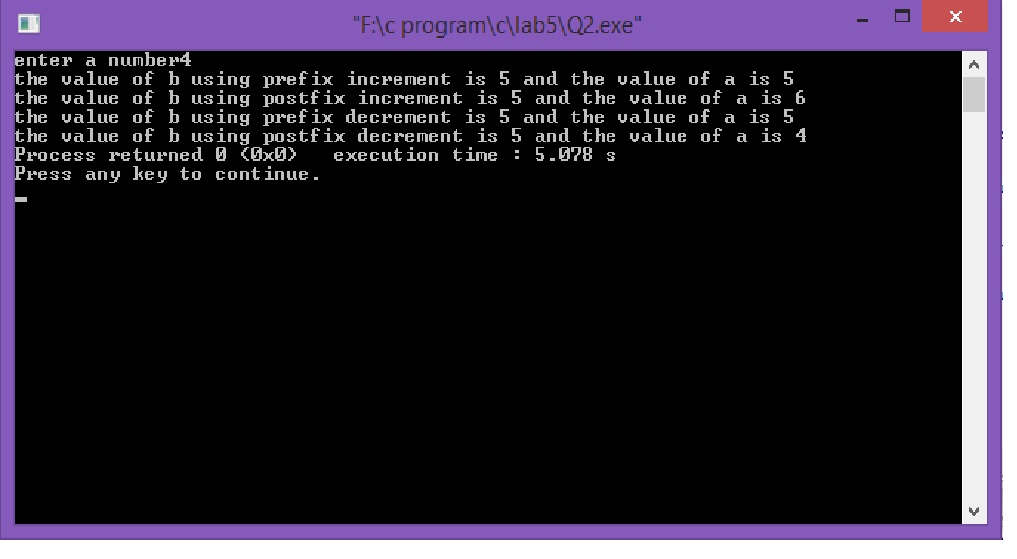 "F:\c program\c\lab5\Q2.exe"
enter a number4
the value of b using prefix increment is 5 and the value of a is 5
the value of b using postfix increment is 5 and the value of a is 6
the value of b using prefix decrement is 5 and the value of a is 5
the value of b using postfix decrement is 5 and the value of a is 4
Process returned 0 (0x0)   execution time : 5.078 s
Press any key to continue.